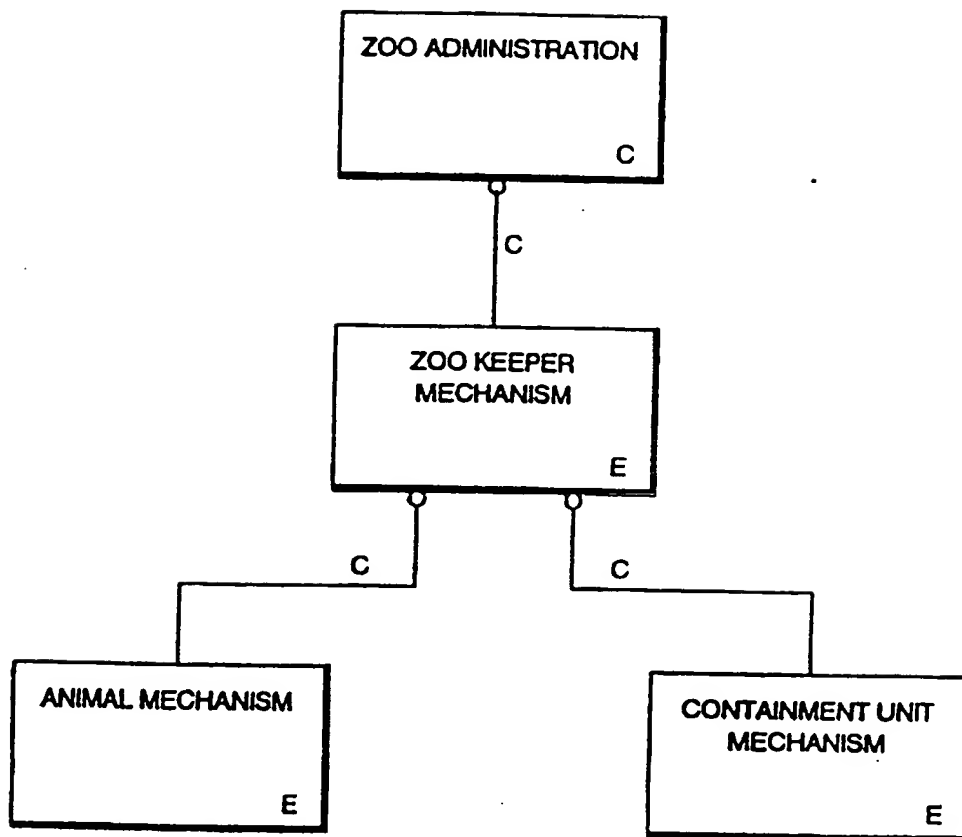 ZOO ADMINISTRATION
C
C
ZOO KEEPER
MECHANISM
E
C
C
ANIMAL MECHANISM
E
CONTAINMENT UNIT
MECHANISM
E